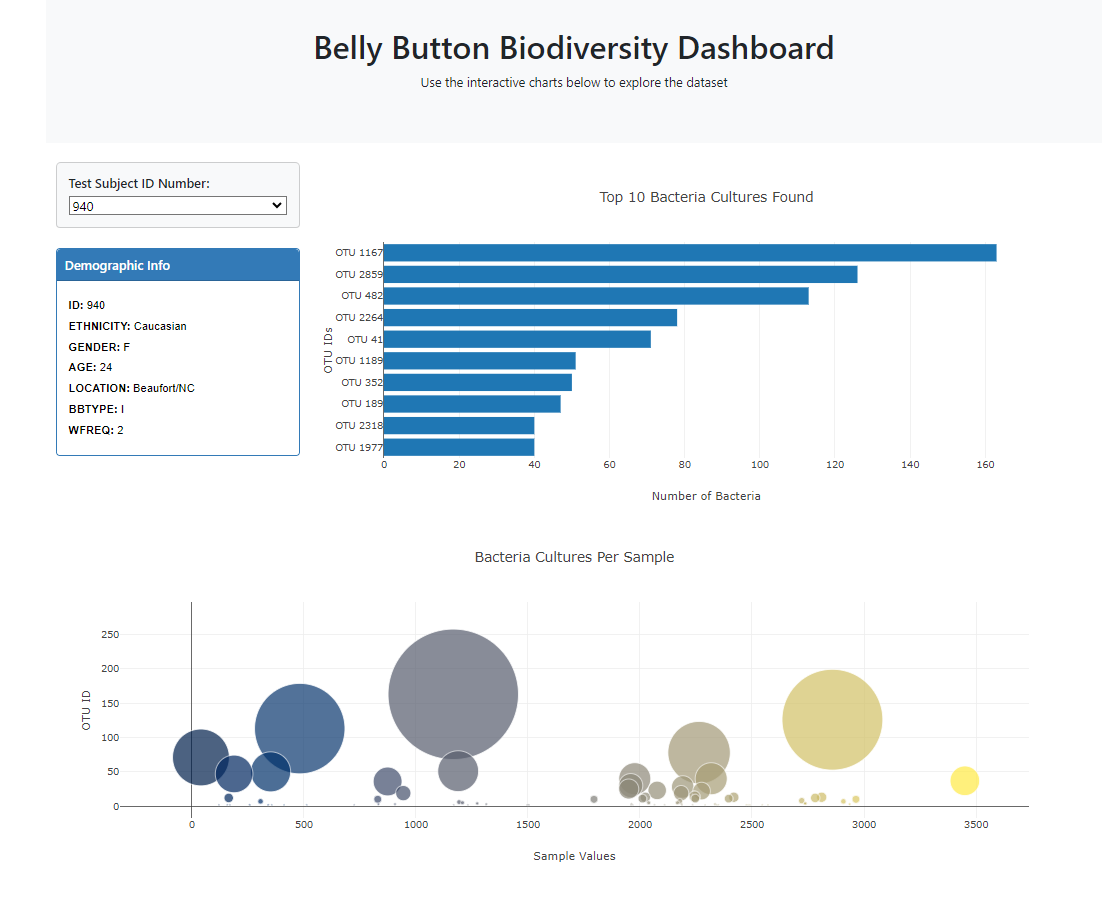 Belly Button Biodiversity Dashboard
Use the interactive charts below to explore the dataset
Test Subject ID Number:
940
Demographic Info
ID: 940
ETHNICITY: Caucasian
GENDER: F
AGE: 24
LOCATION: Beaufort/NC
BBTYPE: I
WFREQ: 2
Top 10 Bacteria Cultures Found
OTU IDs
OTU 1167
OTU 2859
OTU 482
OTU 2264
OTU 41
OTU 1189
OTU 352
OTU 189
OTU 2318
OTU 1977
0 20 40 60 80 100 120 140 160
Number of Bacteria
Bacteria Cultures Per Sample
OTU ID
250
200
150
100
50
0
0 500 1000 1500 2000 2500 3000 3500
Sample Values